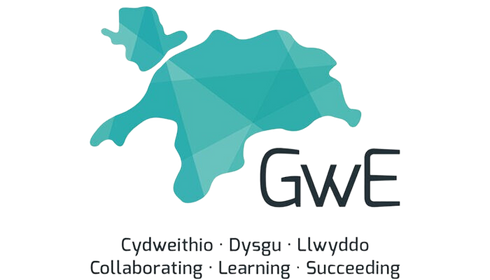 GwE
Cydweithio · Dysgu · Llwyddo
Collaborating · Learning · Succeeding